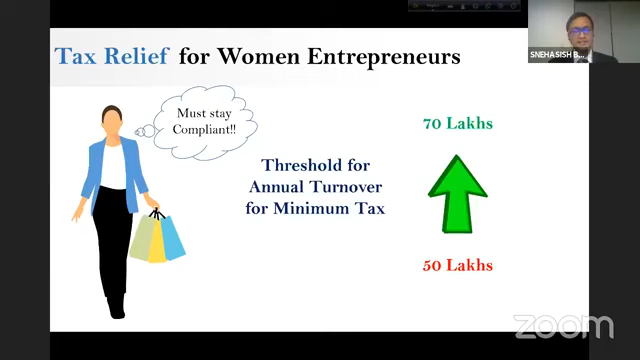 Tax Relief for Women Entrepreneurs
SNEHASISH B...
Must stay
Compliant!!
70 Lakhs
Threshold for
Annual Turnover
for Minimum Tax
50 Lakhs
zoom